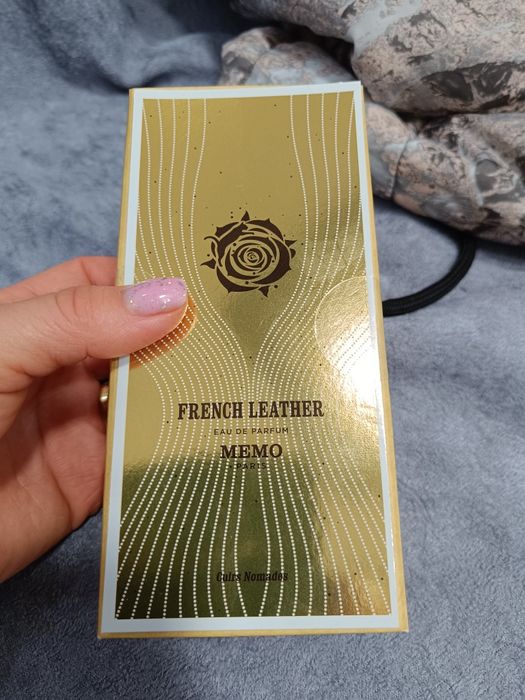 FRENCH LEATHER
EAU DE PARFUM
MEMO
PARIS
Cuirs Nomades